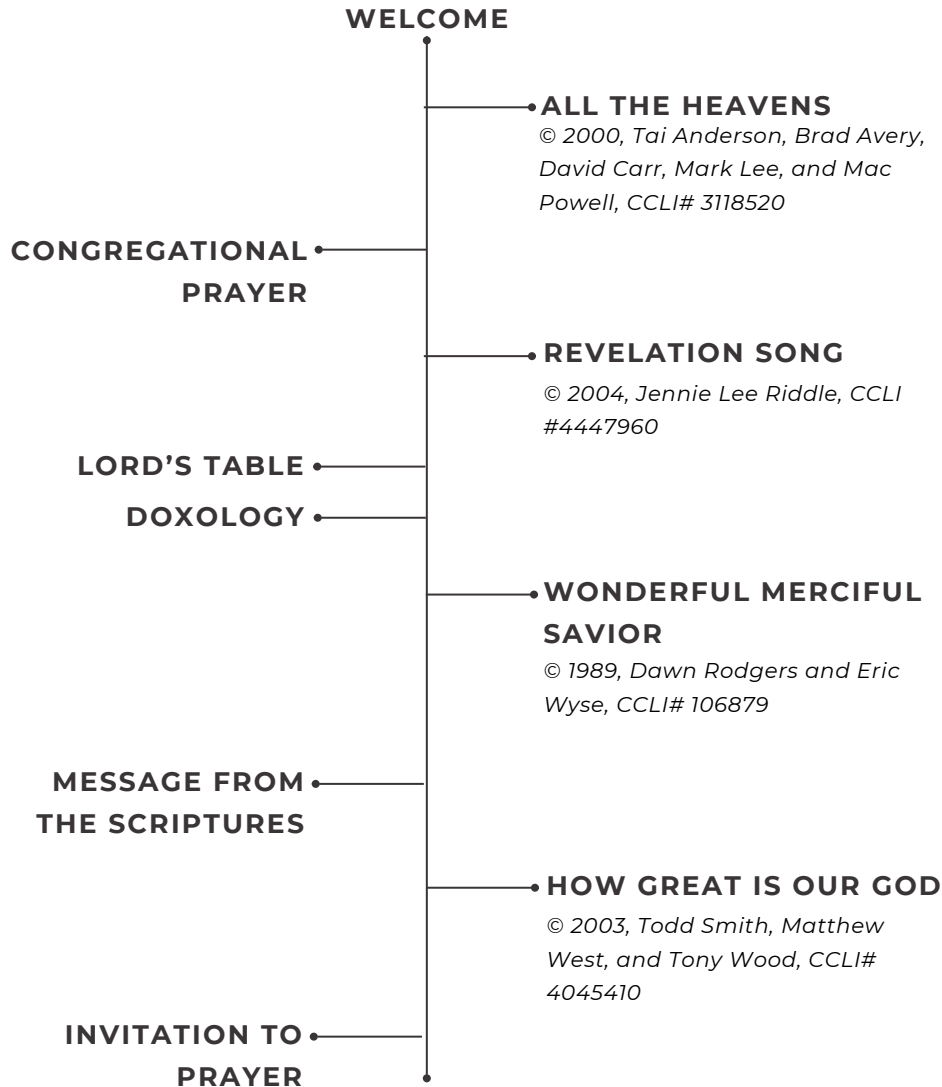 WELCOME
ALL THE HEAVENS
© 2000, Tai Anderson, Brad Avery,
David Carr, Mark Lee, and Mac
Powell, CCLI# 3118520
CONGREGATIONAL
PRAYER
REVELATION SONG
© 2004, Jennie Lee Riddle, CCLI
#4447960
LORD’S TABLE
DOXOLOGY
WONDERFUL MERCIFUL
SAVIOR
© 1989, Dawn Rodgers and Eric
Wyse, CCLI# 106879
MESSAGE FROM
THE SCRIPTURES
HOW GREAT IS OUR GOD
© 2003, Todd Smith, Matthew
West, and Tony Wood, CCLI#
4045410
INVITATION TO
PRAYER